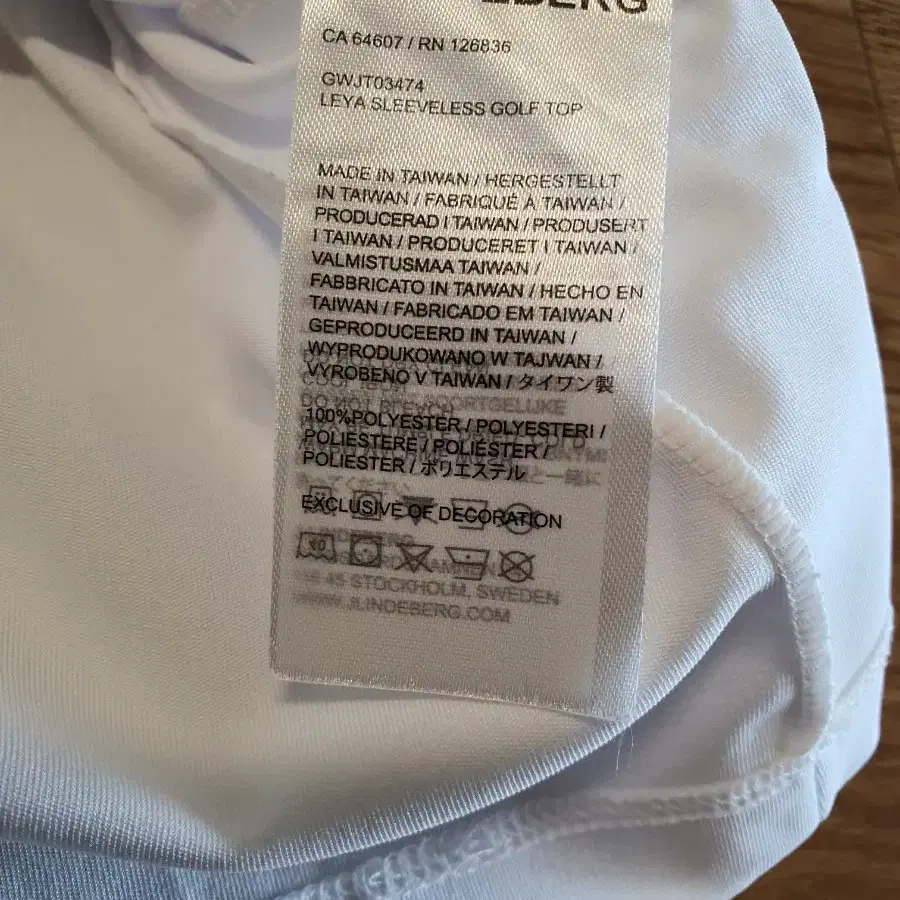 EBERG
CA 64607 / RN 126836
GWJT03474
LEYA SLEEVELESS GOLF TOP
MADE IN TAIWAN / HERGESTELLT
IN TAIWAN / FABRIQUÉ À TAIWAN /
PRODUCERAD I TAIWAN / PRODUSERT
I TAIWAN / PRODUCERET I TAIWAN /
VALMISTUSMAA TAIWAN /
FABBRICATO IN TAIWAN / HECHO EN
TAIWAN / FABRICADO EM TAIWAN /
GEPRODUCEERD IN TAIWAN /
WYPRODUKOWANO W TAJWAN /
VYROBENO V TAIWAN / タイワン製
100%POLYESTER / POLYESTERI /
POLIESTERE / POLIÉSTER /
POLIESTER / ポリエステル
EXCLUSIVE OF DECORATION
40
45 STOCKHOLM, SWEDEN
WWW.JLINDEBERG.COM